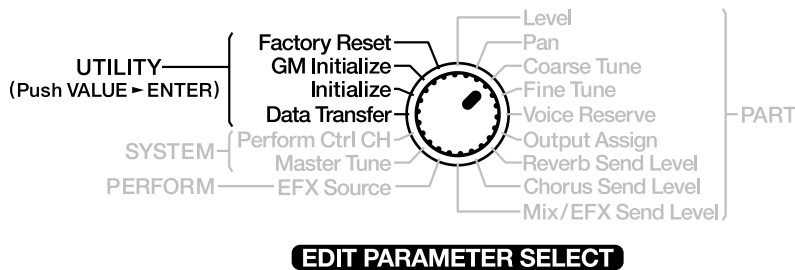 Level
Factory Reset
Pan
GM Initialize
Coarse Tune
UTILITY
(Push VALUE ► ENTER)
Initialize
Fine Tune
Data Transfer
Voice Reserve
PART
SYSTEM
Perform Ctrl CH
Output Assign
Master Tune
Reverb Send Level
PERFORM
EFX Source
Chorus Send Level
Mix/EFX Send Level
EDIT PARAMETER SELECT